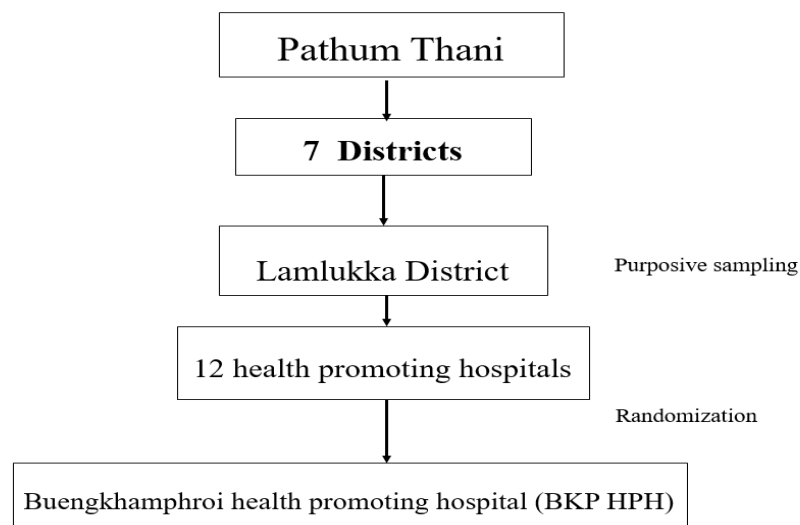 Pathum Thani
7 Districts
Lamlukka District
Purposive sampling
12 health promoting hospitals
Randomization
Buengkhamphroi health promoting hospital (BKP HPH)